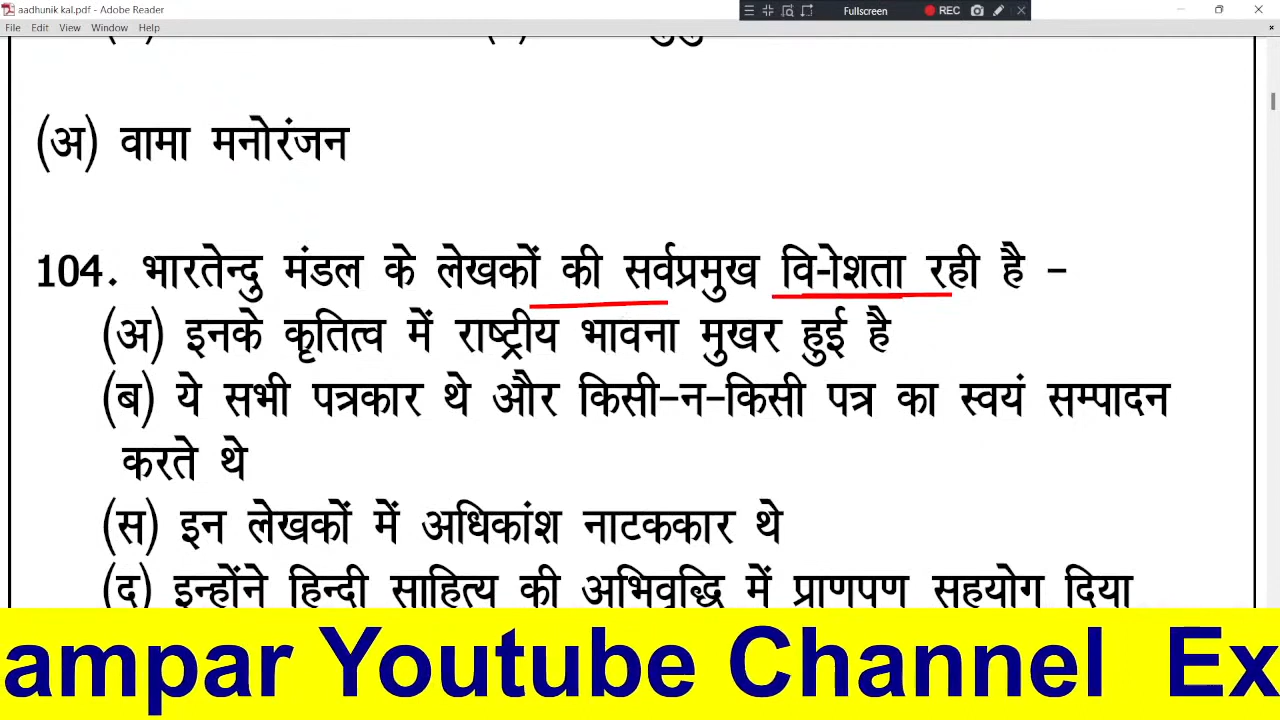 aadhunik kal.pdf - Adobe Reader
Fullscreen REC
File Edit View Window Help
(अ) वामा मनोरंजन
104. भारतेन्दु मंडल के लेखकों की सर्वप्रमुख वि-ोशता रही है -
(अ) इनके कृतित्व में राष्ट्रीय भावना मुखर हुई है
(ब) ये सभी पत्रकार थे और किसी-न-किसी पत्र का स्वयं सम्पादन
करते थे
(स) इन लेखकों में अधिकांश नाटककार थे
(द) इन्होंने हिन्दी साहित्य की अभिवृद्धि में प्राणपण सहयोग दिया
ampar Youtube Channel Ex